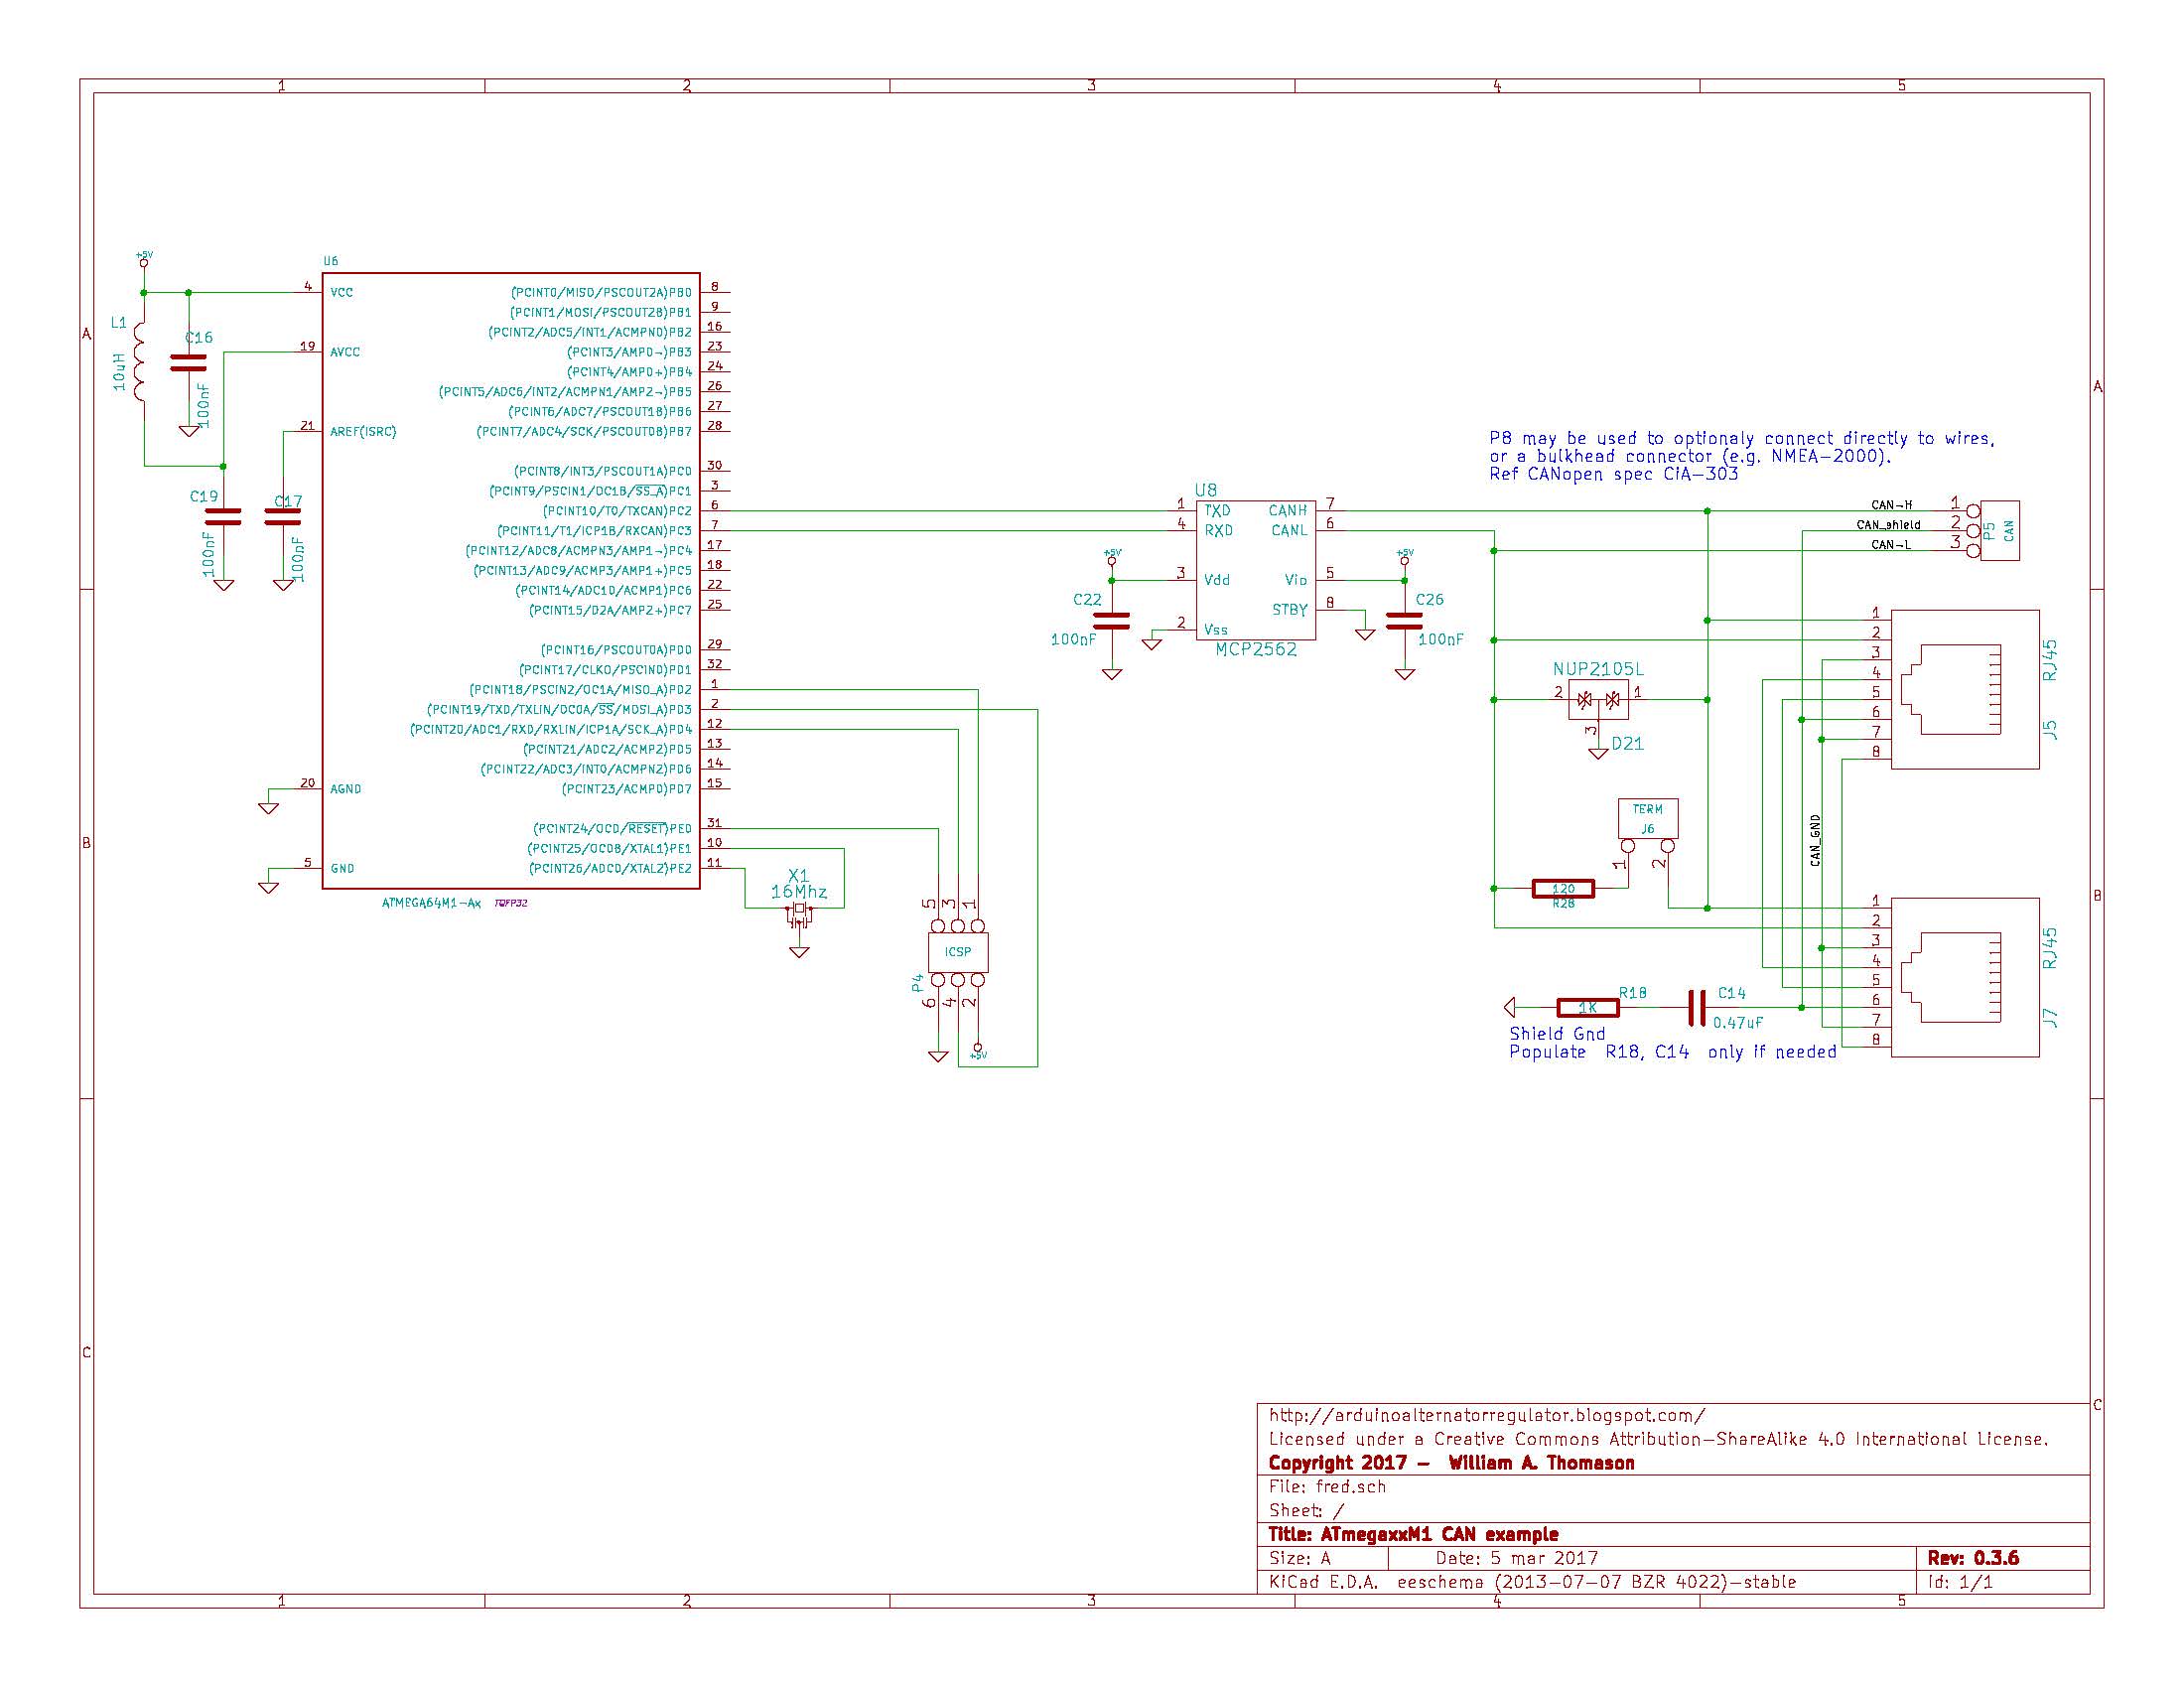 1 2 3 4 5
A
B
C
A
B
C
1 2 3 4 5
+5V
L1
10uH
C16
100nF
C19
100nF
C17
100nF
U6
4 VCC
19 AVCC
21 AREF(ISRC)
20 AGND
5 GND
(PCINT0/MISO/PSCOUT2A)PB0 8
(PCINT1/MOSI/PSCOUT2B)PB1 9
(PCINT2/ADC5/INT1/ACMPN0)PB2 16
(PCINT3/AMP0-)PB3 23
(PCINT4/AMP0+)PB4 24
(PCINT5/ADC6/INT2/ACMPN1/AMP2-)PB5 26
(PCINT6/ADC7/PSCOUT1B)PB6 27
(PCINT7/ADC4/SCK/PSCOUT0B)PB7 28
(PCINT8/INT3/PSCOUT1A)PC0 30
(PCINT9/PSCIN1/OC1B/SS_A)PC1 3
(PCINT10/T0/TXCAN)PC2 6
(PCINT11/T1/ICP1B/RXCAN)PC3 7
(PCINT12/ADC8/ACMPN3/AMP1-)PC4 17
(PCINT13/ADC9/ACMP3/AMP1+)PC5 18
(PCINT14/ADC10/ACMP1)PC6 22
(PCINT15/D2A/AMP2+)PC7 25
(PCINT16/PSCOUT0A)PD0 29
(PCINT17/CLKO/PSCIN0)PD1 32
(PCINT18/PSCIN2/OC1A/MISO_A)PD2 1
(PCINT19/TXD/TXLIN/OC0A/SS/MOSI_A)PD3 2
(PCINT20/ADC1/RXD/RXLIN/ICP1A/SCK_A)PD4 12
(PCINT21/ADC2/ACMP2)PD5 13
(PCINT22/ADC3/INT0/ACMPN2)PD6 14
(PCINT23/ACMP0)PD7 15
(PCINT24/OCD/RESET)PE0 31
(PCINT25/OC0B/XTAL1)PE1 10
(PCINT26/ADC0/XTAL2)PE2 11
ATMEGA64M1-Ax TQFP32
X1
16Mhz
5 3 1
ICSP
P4
6 4 2
+5V
U8
1 TXD CANH 7
4 RXD CANL 6
3 Vdd Vio 5
STBY 8
2 Vss
MCP2562
+5V
C22
100nF
+5V
C26
100nF
P8 may be used to optionaly connect directly to wires,
or a bulkhead connector (e.g. NMEA-2000).
Ref CANopen spec CiA-303
CAN-H 1
CAN_shield 2
CAN-L 3
P5
CAN
NUP2105L
2 1
3
D21
TERM
J6
1 2
120
R28
CAN_GND
1
2
3
4
5
6
7
8
RJ45
J5
1
2
3
4
5
6
7
8
RJ45
J7
R18
1K
C14
0.47uF
Shield Gnd
Populate R18, C14 only if needed
http://arduinoalternatorregulator.blogspot.com/
Licensed under a Creative Commons Attribution-ShareAlike 4.0 International License.
Copyright 2017 - William A. Thomason
File: fred.sch
Sheet: /
Title: ATmegaxxM1 CAN example
Size: A Date: 5 mar 2017 Rev: 0.3.6
KiCad E.D.A. eeschema (2013-07-07 BZR 4022)-stable Id: 1/1